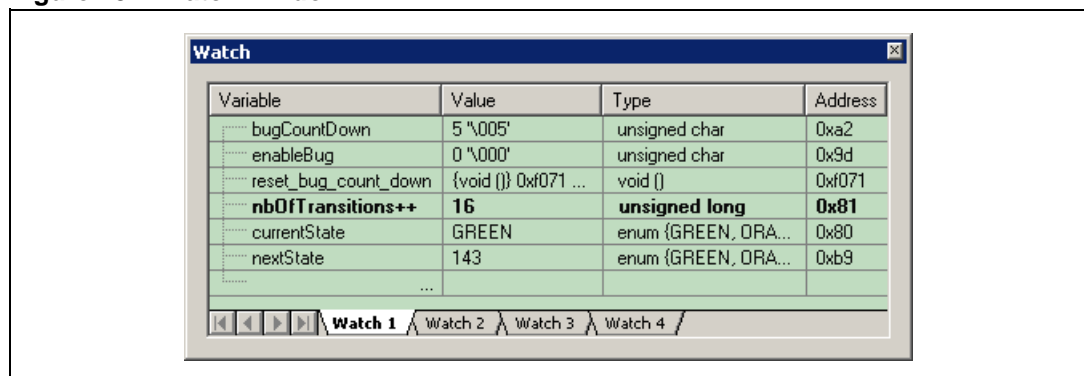 Watch
Variable Value Type Address
bugCountDown 5 '\005' unsigned char 0xa2
enableBug 0 '\000' unsigned char 0x9d
reset_bug_count_down {void ()} 0xf071 ... void () 0xf071
nbOfTransitions++ 16 unsigned long 0x81
currentState GREEN enum {GREEN, ORA... 0x80
nextState 143 enum {GREEN, ORA... 0xb9
...
Watch 1 Watch 2 Watch 3 Watch 4